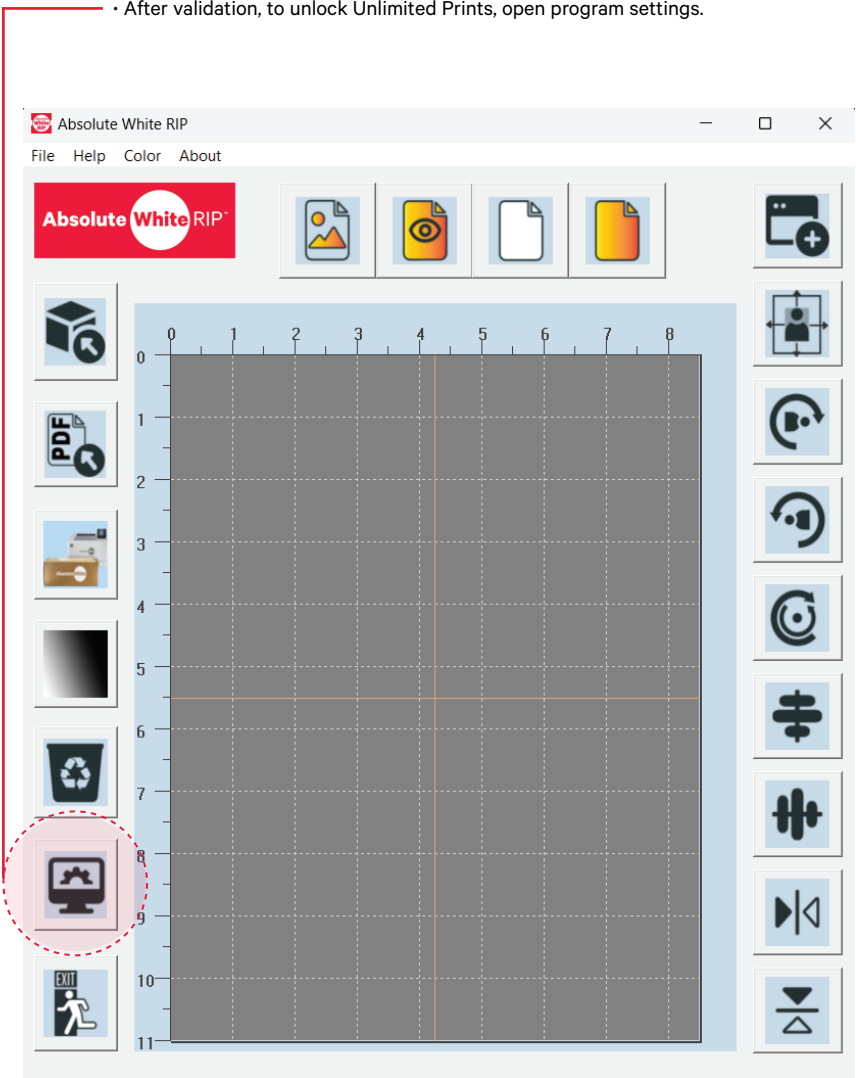 • After validation, to unlock Unlimited Prints, open program settings.
Absolute White RIP
File Help Color About
Absolute White RIP™
0 1 2 3 4 5 6 7 8
0
1
PDF
2
3
4
5
6
7
8
9
EXIT
10
11